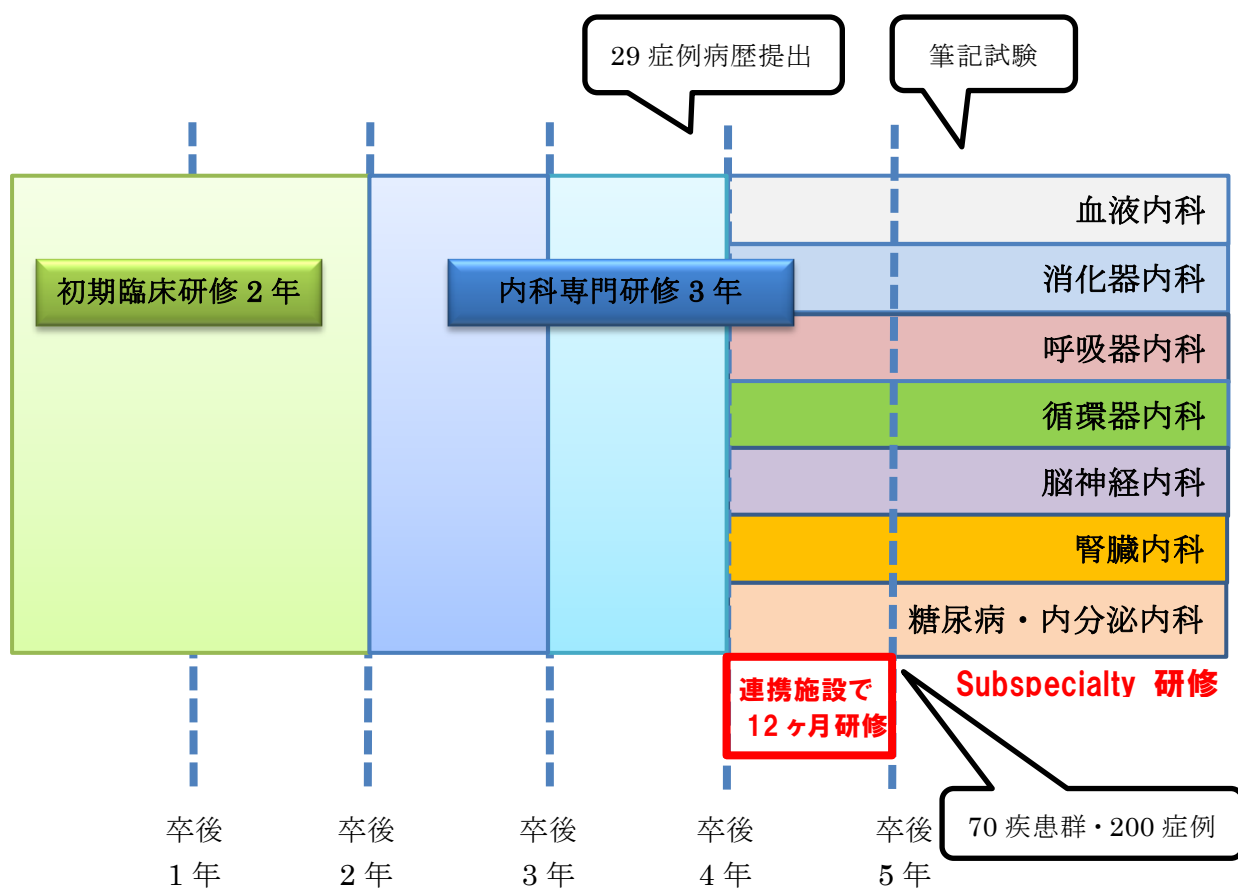 29 症例病歴提出
筆記試験
血液内科
初期臨床研修 2 年
内科専門研修 3 年
消化器内科
呼吸器内科
循環器内科
脳神経内科
腎臓内科
糖尿病・内分泌内科
連携施設で
12 ヶ月研修
Subspecialty 研修
70 疾患群・200 症例
卒後
1 年
卒後
2 年
卒後
3 年
卒後
4 年
卒後
5 年